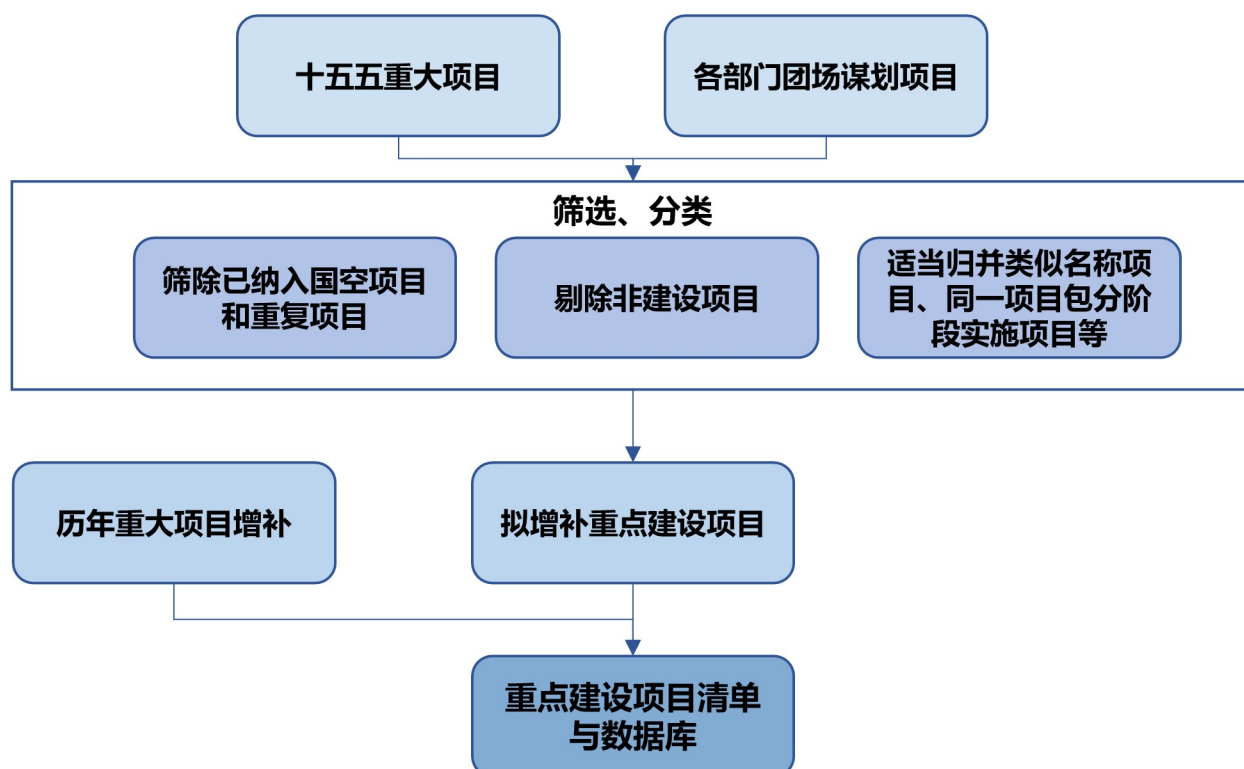 十五五重大项目
各部门团场谋划项目
筛选、分类
筛除已纳入国空项目
和重复项目
剔除非建设项目
适当归并类似名称项
目、同一项目包分阶
段实施项目等
历年重大项目增补
拟增补重点建设项目
重点建设项目清单
与数据库